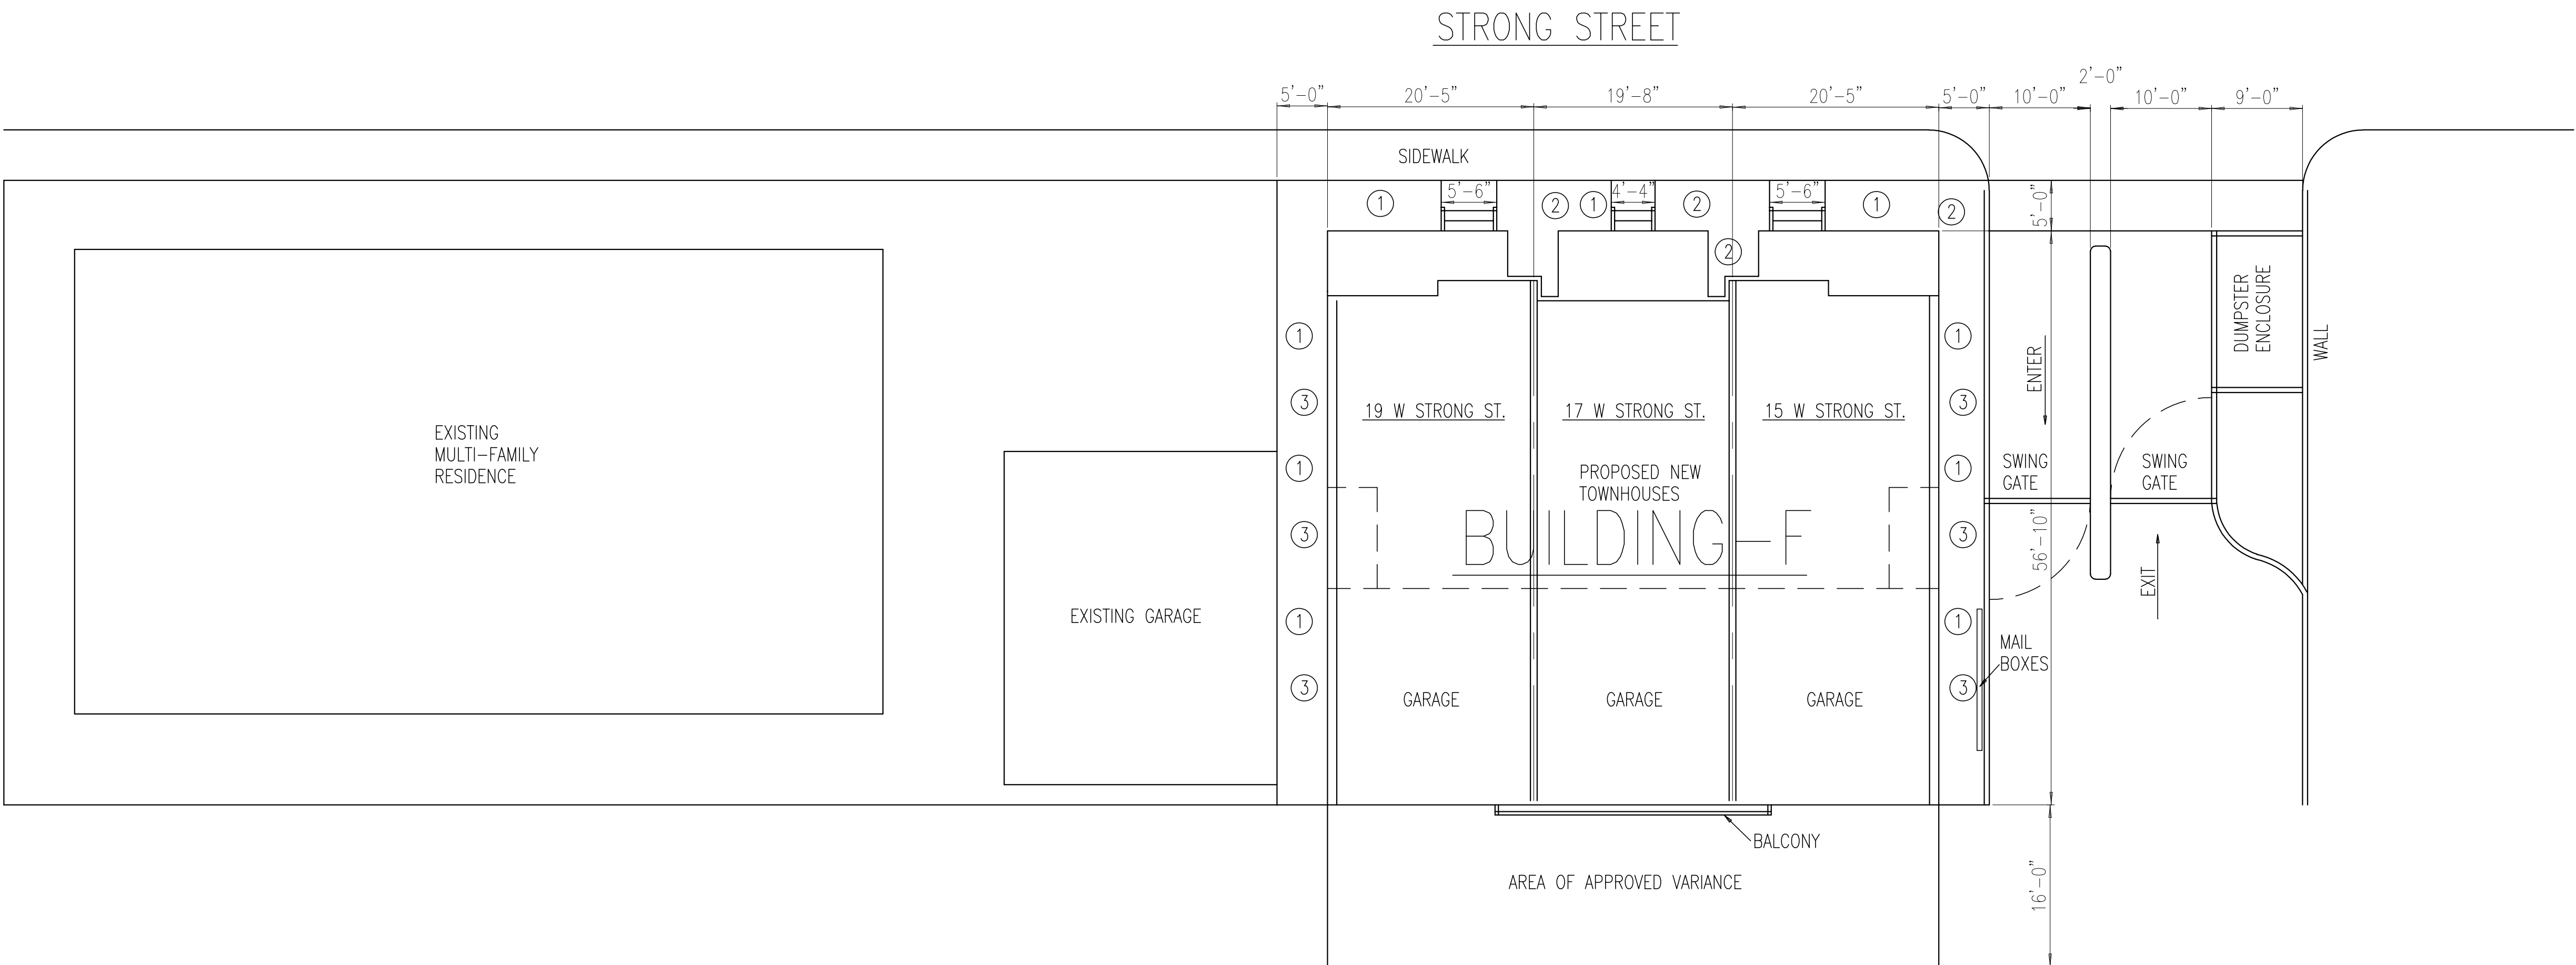 STRONG STREET
2'-0"
5'-0" 20'-5" 19'-8" 20'-5" 5'-0" 10'-0" 10'-0" 9'-0"
SIDEWALK
5'-6" 4'-4" 5'-6"
1 2 1 2 1 2
5'-0"
2
DUMPSTER
ENCLOSURE
WALL
1 1
ENTER
3 3
19 W STRONG ST. 17 W STRONG ST. 15 W STRONG ST.
EXISTING
MULTI-FAMILY
RESIDENCE
1 1
PROPOSED NEW
TOWNHOUSES
SWING
GATE
SWING
GATE
3 3
BUILDING-F
56'-10"
EXIT
EXISTING GARAGE
1 1
MAIL
BOXES
3 3
GARAGE GARAGE GARAGE
BALCONY
AREA OF APPROVED VARIANCE
16'-0"